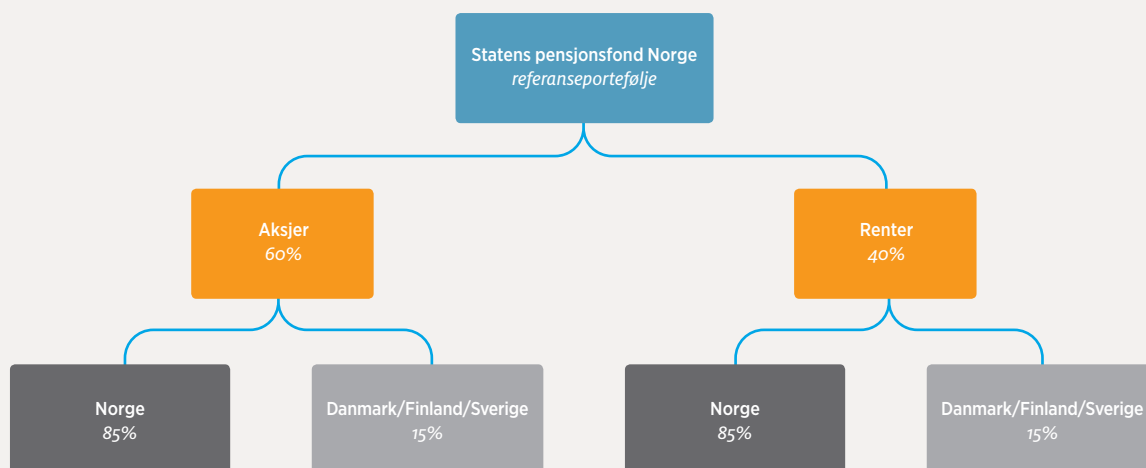 Statens pensjonsfond Norge
referanseportefølje
Aksjer
60%
Renter
40%
Norge
85%
Danmark/Finland/Sverige
15%
Norge
85%
Danmark/Finland/Sverige
15%